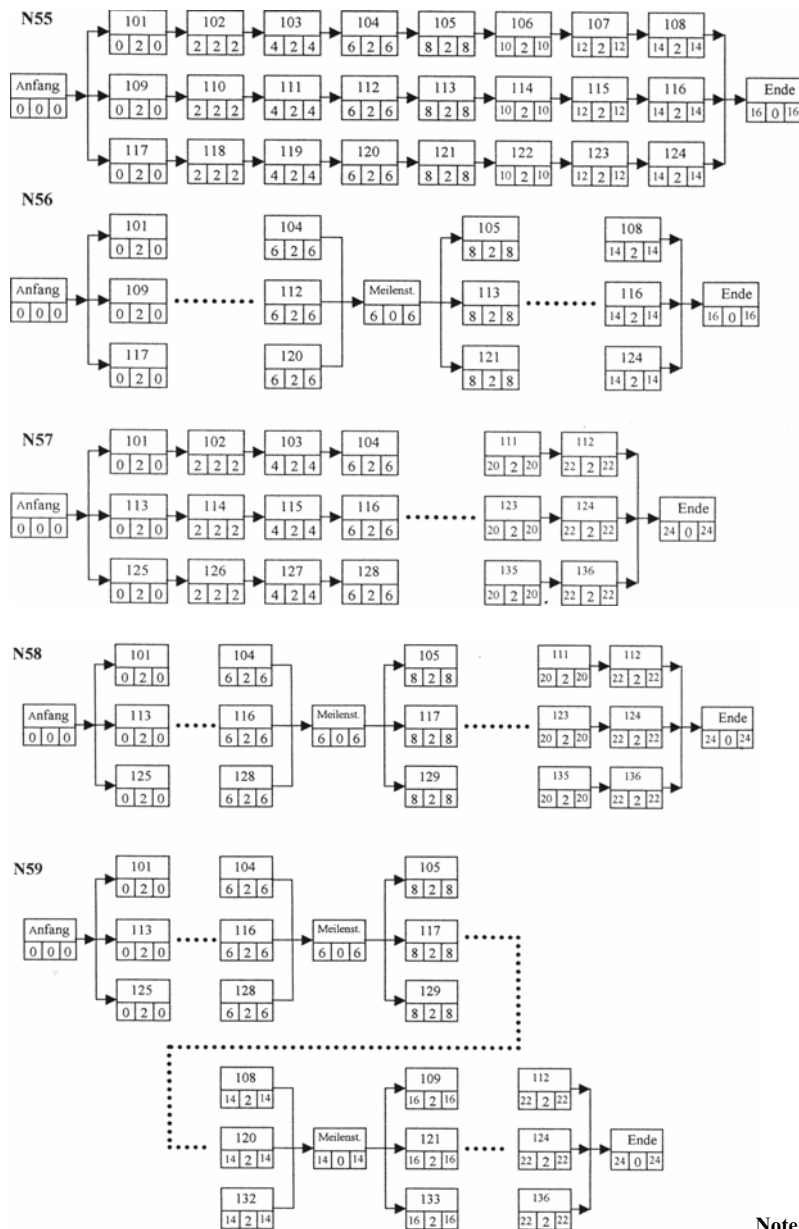 N55
101 102 103 104 105 106 107 108
0 2 0 2 2 2 4 2 4 6 2 6 8 2 8 10 2 10 12 2 12 14 2 14
Anfang 109 110 111 112 113 114 115 116 Ende
0 0 0 0 2 0 2 2 2 4 2 4 6 2 6 8 2 8 10 2 10 12 2 12 14 2 14 16 0 16
117 118 119 120 121 122 123 124
0 2 0 2 2 2 4 2 4 6 2 6 8 2 8 10 2 10 12 2 12 14 2 14
N56
101 104 105 108
0 2 0 6 2 6 8 2 8 14 2 14
Anfang 109 112 Meilenst. 113 116 Ende
0 0 0 0 2 0 6 2 6 6 0 6 8 2 8 14 2 14 16 0 16
117 120 121 124
0 2 0 6 2 6 8 2 8 14 2 14
N57
101 102 103 104 111 112
0 2 0 2 2 2 4 2 4 6 2 6 20 2 20 22 2 22
Anfang 113 114 115 116 123 124 Ende
0 0 0 0 2 0 2 2 2 4 2 4 6 2 6 20 2 20 22 2 22 24 0 24
125 126 127 128 135 136
0 2 0 2 2 2 4 2 4 6 2 6 20 2 20 22 2 22
N58
101 104 105 111 112
0 2 0 6 2 6 8 2 8 20 2 20 22 2 22
Anfang 113 116 Meilenst. 117 123 124 Ende
0 0 0 0 2 0 6 2 6 6 0 6 8 2 8 20 2 20 22 2 22 24 0 24
125 128 129 135 136
0 2 0 6 2 6 8 2 8 20 2 20 22 2 22
N59
101 104 105
0 2 0 6 2 6 8 2 8
Anfang 113 116 Meilenst. 117
0 0 0 0 2 0 6 2 6 6 0 6 8 2 8
125 128 129
0 2 0 6 2 6 8 2 8
108 109 112
14 2 14 16 2 16 22 2 22
120 Meilenst. 121 124 Ende
14 2 14 14 0 14 16 2 16 22 2 22 24 0 24
132 133 136
14 2 14 16 2 16 22 2 22
Note